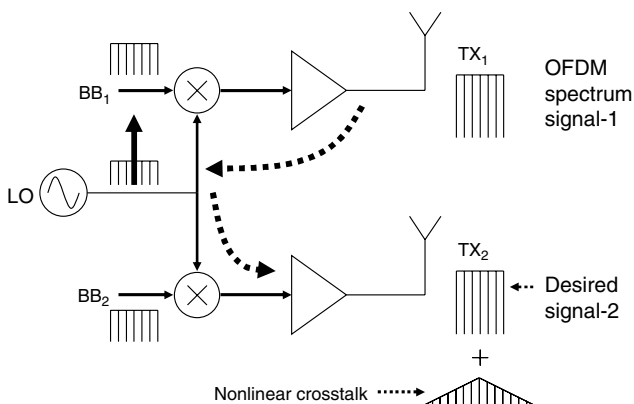 BB1
TX1
OFDM
spectrum
signal-1
LO
BB2
TX2
Desired
signal-2
+
Nonlinear crosstalk